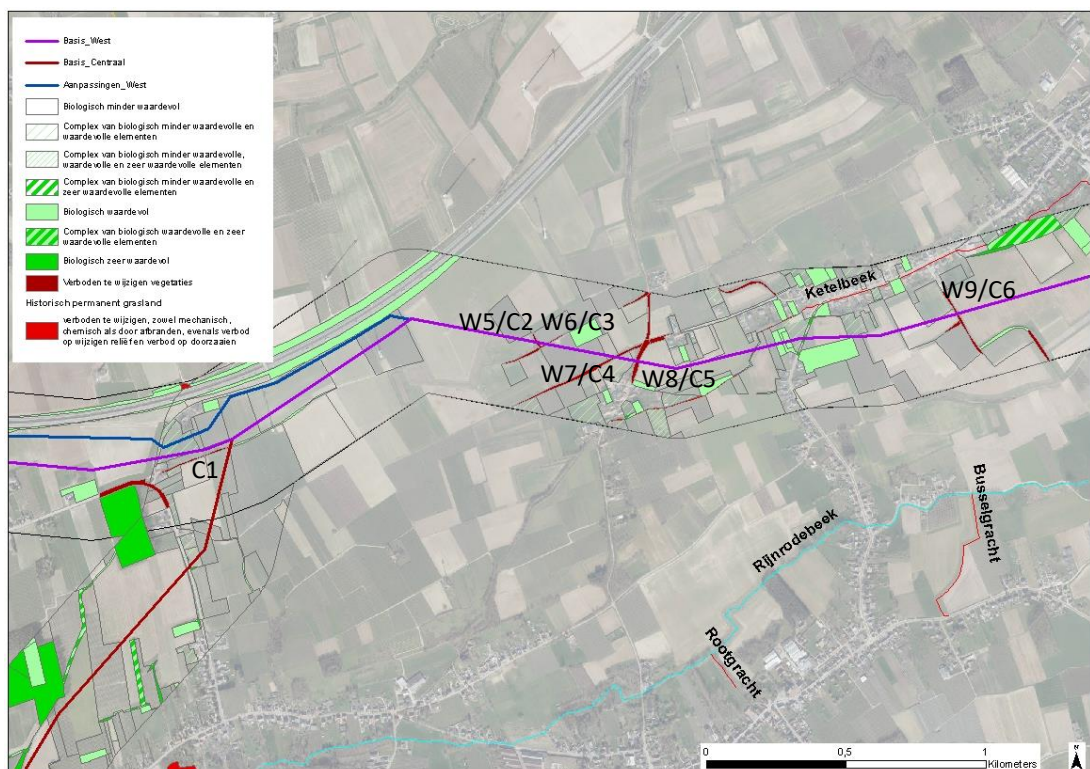 Basis_West
Basis_Centraal
Aanpassingen_West
Biologisch minder waardevol
Complex van biologisch minder waardevolle en
waardevolle elementen
Complex van biologisch minder waardevolle,
waardevolle en zeer waardevolle elementen
Complex van biologisch minder waardevolle en
zeer waardevolle elementen
Biologisch waardevol
Complex van biologisch waardevolle en zeer
waardevolle elementen
Biologisch zeer waardevol
Verboden te wijzigen vegetaties
Historisch permanent grasland
verboden te wijzigen, zowel mechanisch,
chemisch als door afbranden, evenals verbod
op wijzigen reliëf en verbod op doorzaaien
Ketelbeek
W9/C6
W5/C2
W6/C3
W7/C4
W8/C5
C1
Busselgracht
Rijnrodebeek
Rootgracht
0
0,5
1
Kilometers
N